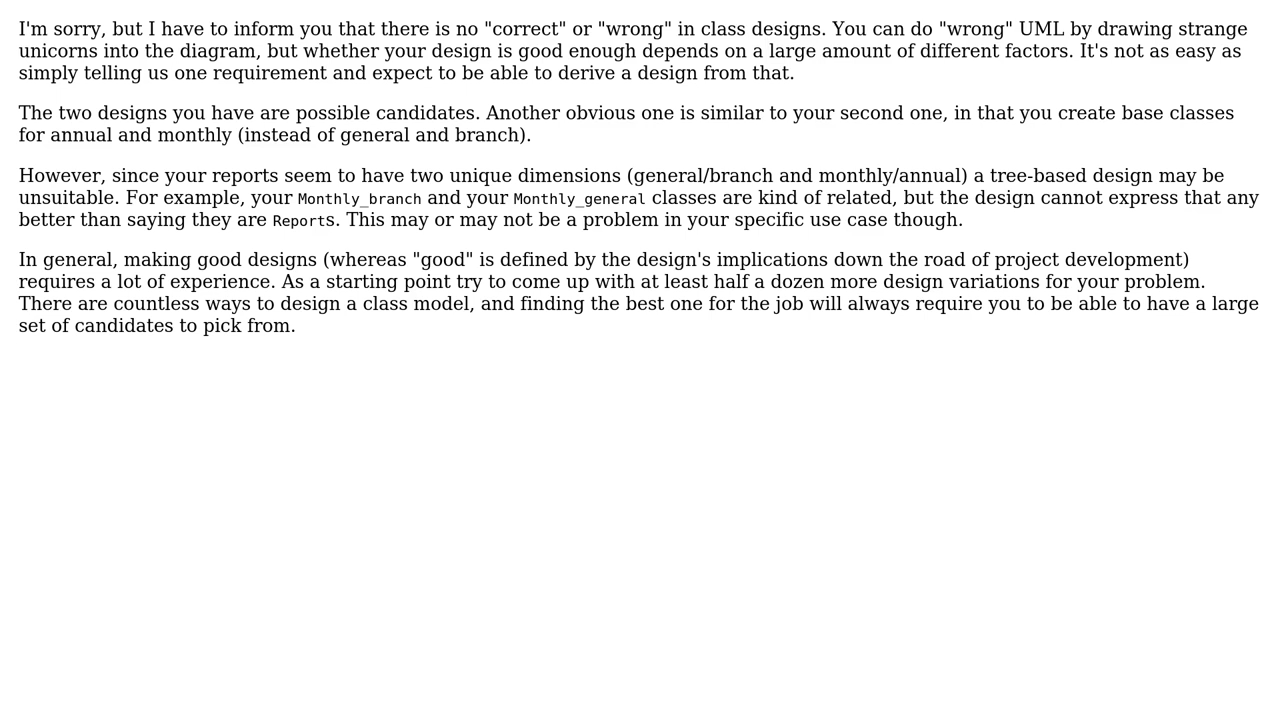 I'm sorry, but I have to inform you that there is no "correct" or "wrong" in class designs. You can do "wrong" UML by drawing strange
unicorns into the diagram, but whether your design is good enough depends on a large amount of different factors. It's not as easy as
simply telling us one requirement and expect to be able to derive a design from that.
The two designs you have are possible candidates. Another obvious one is similar to your second one, in that you create base classes
for annual and monthly (instead of general and branch).
However, since your reports seem to have two unique dimensions (general/branch and monthly/annual) a tree-based design may be
unsuitable. For example, your Monthly_branch and your Monthly_general classes are kind of related, but the design cannot express that any
better than saying they are Reports. This may or may not be a problem in your specific use case though.
In general, making good designs (whereas "good" is defined by the design's implications down the road of project development)
requires a lot of experience. As a starting point try to come up with at least half a dozen more design variations for your problem.
There are countless ways to design a class model, and finding the best one for the job will always require you to be able to have a large
set of candidates to pick from.